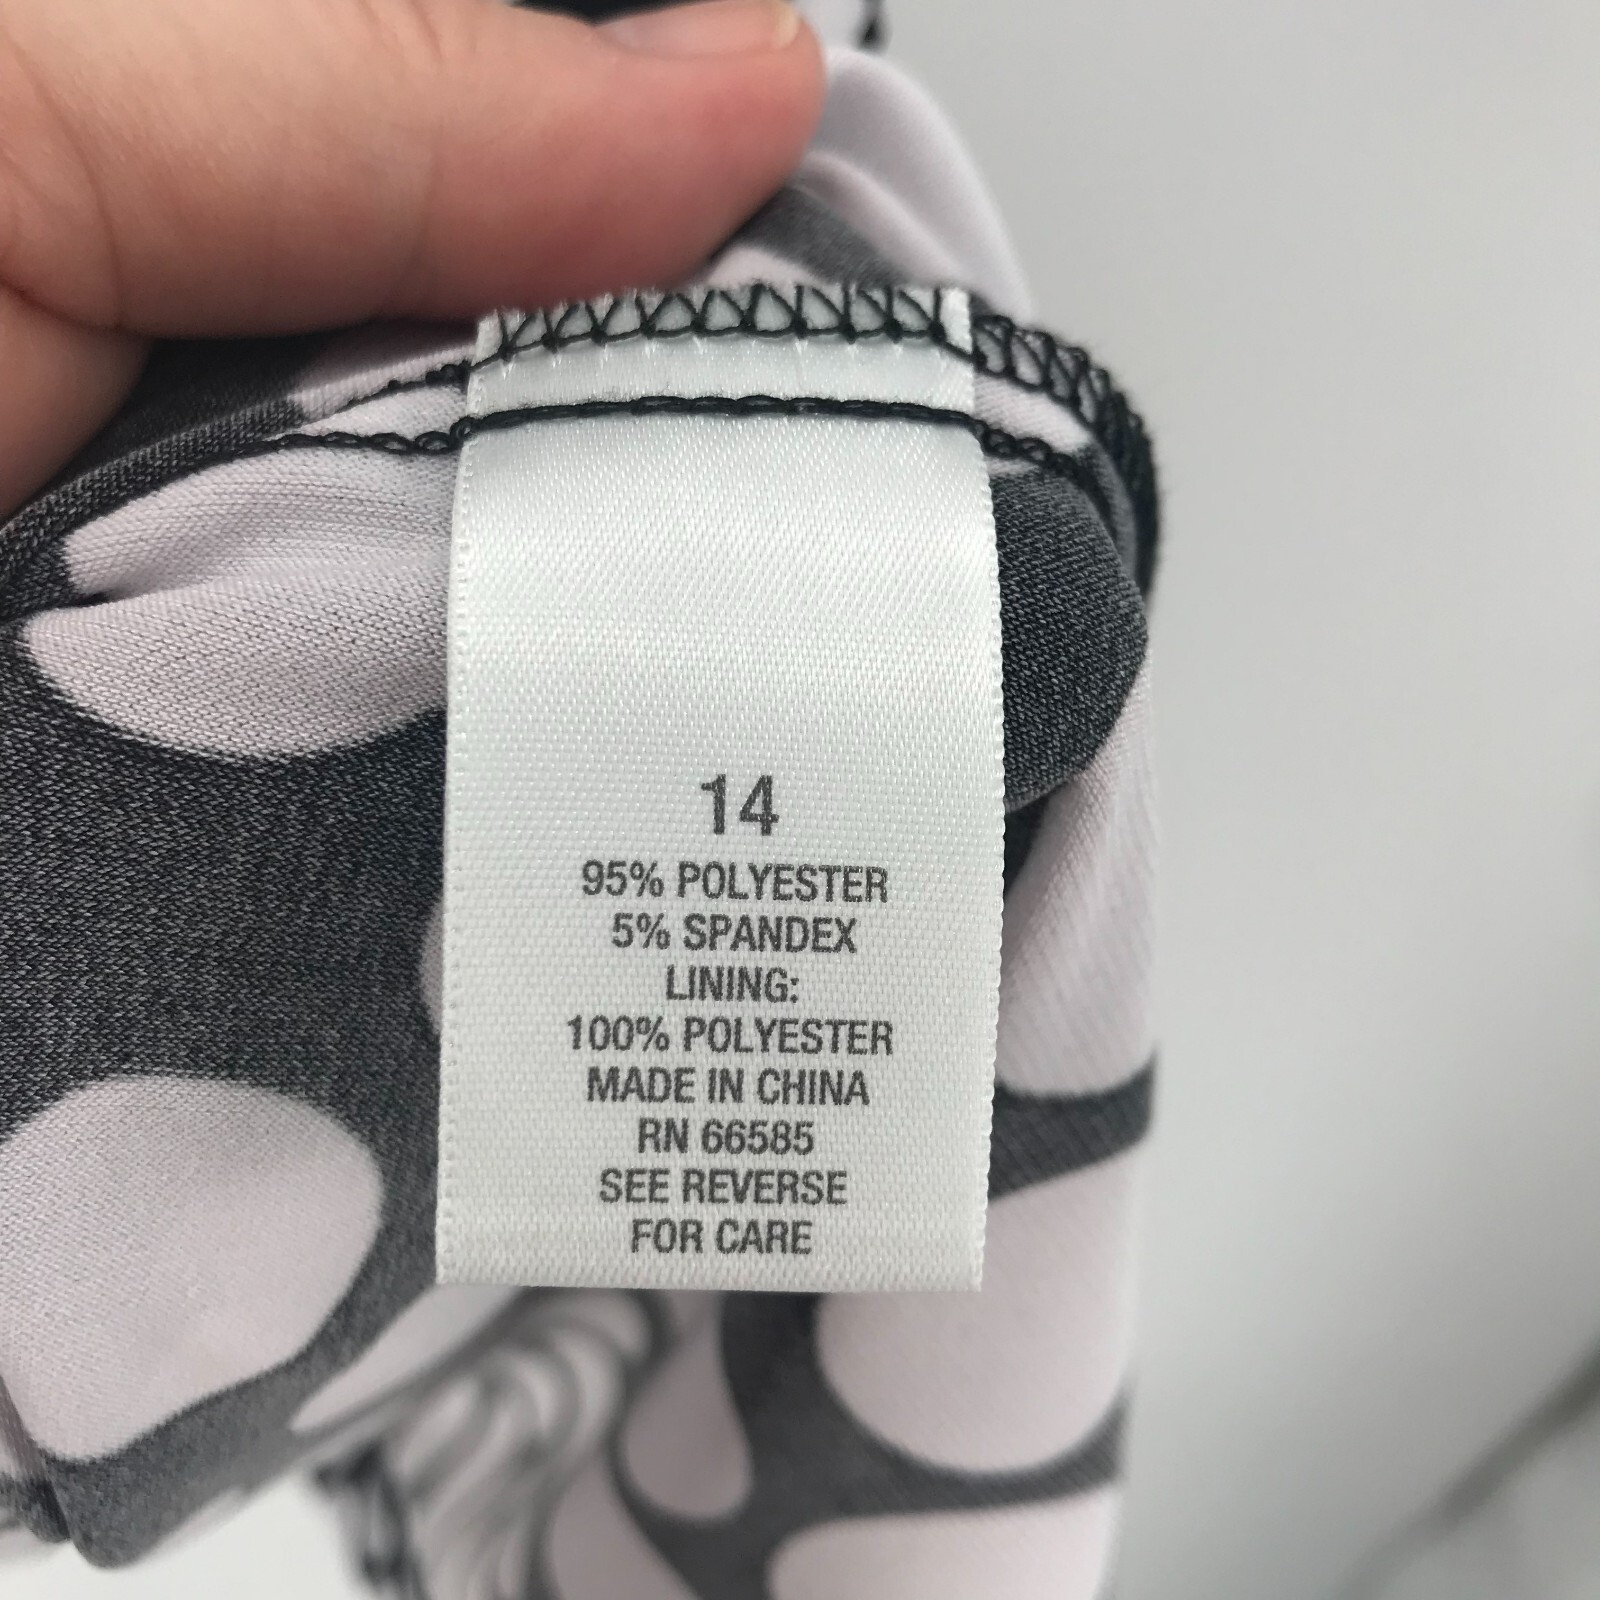 14
95% POLYESTER
5% SPANDEX
LINING:
100% POLYESTER
MADE IN CHINA
RN 66585
SEE REVERSE
FOR CARE